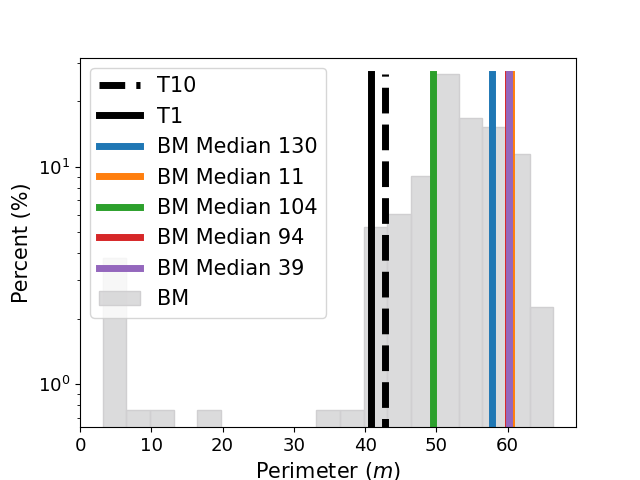 T10
T1
BM Median 130
BM Median 11
BM Median 104
BM Median 94
BM Median 39
BM
Percent (%)
10¹
10⁰
0 10 20 30 40 50 60
Perimeter (m)